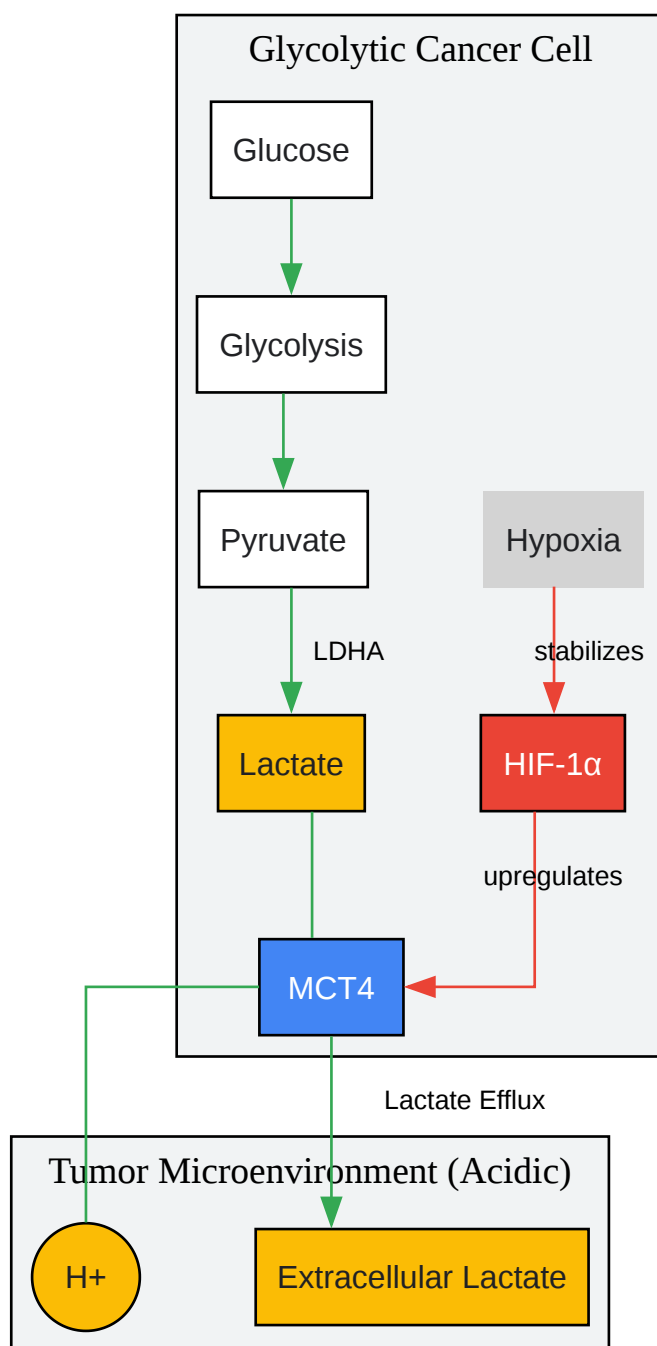 Glycolytic Cancer Cell
Glucose
Glycolysis
Pyruvate
Hypoxia
LDHA
stabilizes
Lactate
HIF-1α
upregulates
MCT4
Lactate Efflux
Tumor Microenvironment (Acidic)
H+
Extracellular Lactate